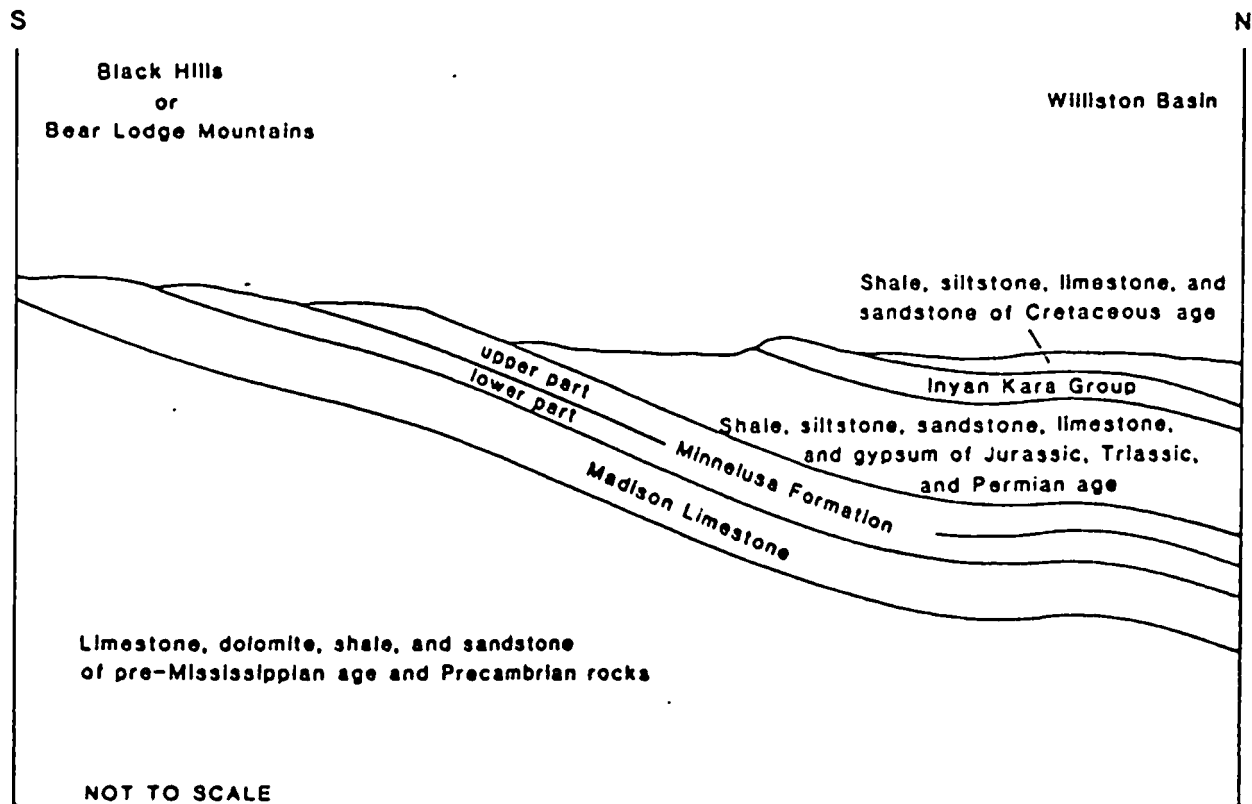 S
N
Black Hills
or
Bear Lodge Mountains
Williston Basin
Shale, siltstone, limestone, and
sandstone of Cretaceous age
Inyan Kara Group
upper part
lower part
Shale, siltstone, sandstone, limestone,
and gypsum of Jurassic, Triassic,
and Permian age
Minnelusa Formation
Madison Limestone
Limestone, dolomite, shale, and sandstone
of pre-Mississippian age and Precambrian rocks
NOT TO SCALE